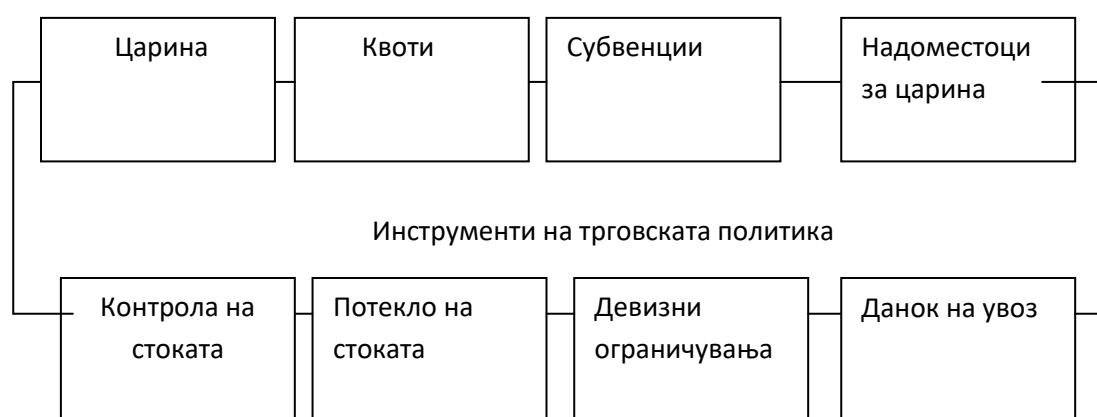 Царина
Квоти
Субвенции
Надоместоци
за царина
Инструменти на трговската политика
Контрола на
стоката
Потекло на
стоката
Девизни
ограничувања
Данок на увоз